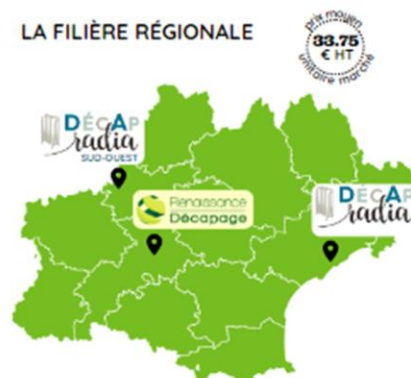 LA FILIÈRE RÉGIONALE
prix moyen
33.75
€ HT
unitaire marché
DÉCAP
radia
SUD-OUEST
Renaissance
Décapage
DÉCAP
radia